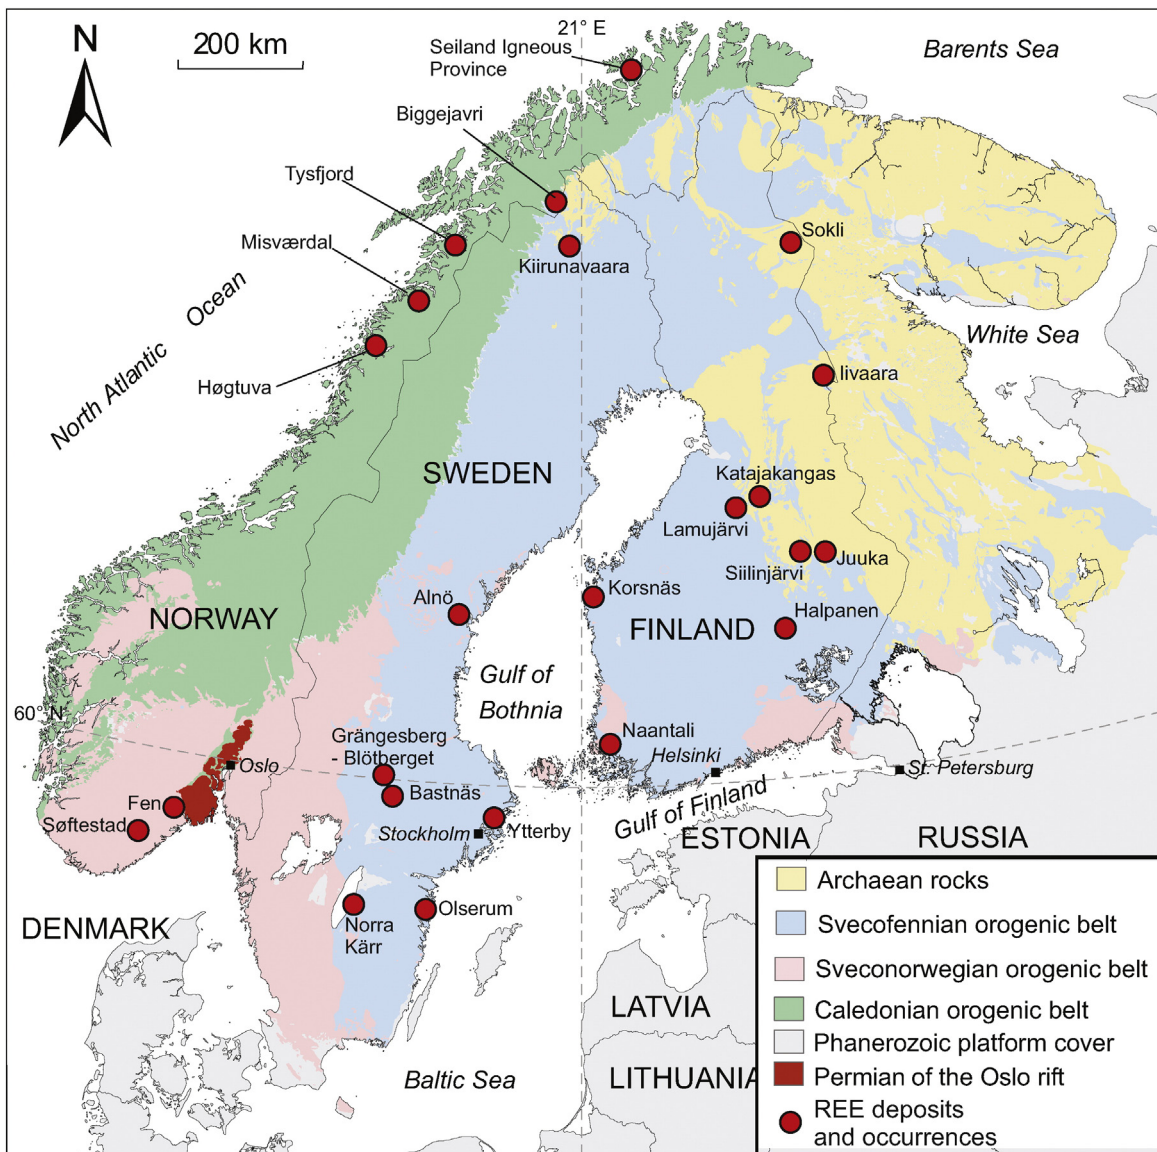 21° E
N
200 km
Seiland Igneous
Province
Barents Sea
Biggejavri
Tysfjord
Misværdal
Sokli
Kiirunavaara
North Atlantic Ocean
White Sea
Høgtuva
Iivaara
SWEDEN
Katajakangas
Lamujärvi
Juuka
Siilinjärvi
Korsnäs
Alnö
Halpanen
NORWAY
FINLAND
Gulf of
Bothnia
60° N
Naantali
Grängesberg
- Blötberget
Helsinki
Oslo
St. Petersburg
Bastnäs
Fen
Gulf of Finland
Søftestad
Stockholm
Ytterby
ESTONIA
RUSSIA
Olserum
Norra
Kärr
DENMARK
LATVIA
LITHUANIA
Baltic Sea
Archaean rocks
Svecofennian orogenic belt
Sveconorwegian orogenic belt
Caledonian orogenic belt
Phanerozoic platform cover
Permian of the Oslo rift
REE deposits
and occurrences